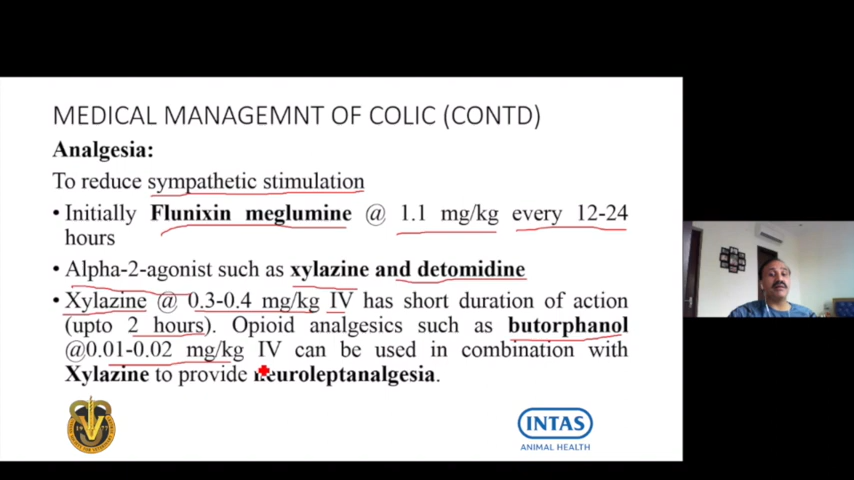 MEDICAL MANAGEMNT OF COLIC (CONTD)
Analgesia:
To reduce sympathetic stimulation
• Initially Flunixin meglumine @ 1.1 mg/kg every 12-24
hours
• Alpha-2-agonist such as xylazine and detomidine
• Xylazine @ 0.3-0.4 mg/kg IV has short duration of action
(upto 2 hours). Opioid analgesics such as butorphanol
@0.01-0.02 mg/kg IV can be used in combination with
Xylazine to provide neuroleptanalgesia.
INTAS
ANIMAL HEALTH